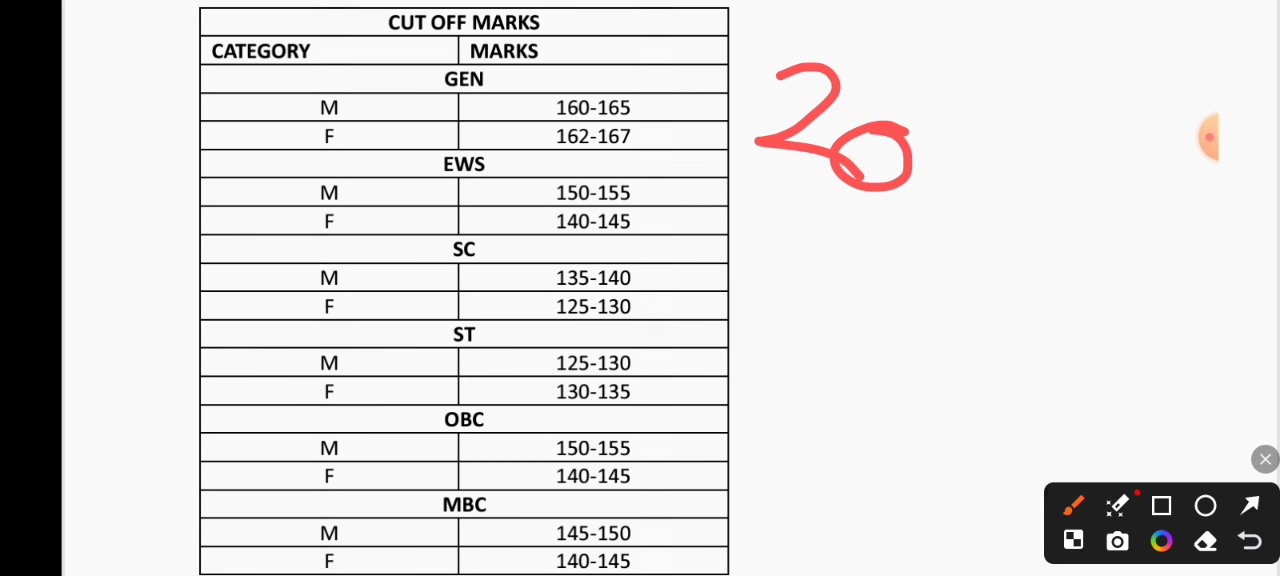 CUT OFF MARKS
CATEGORY MARKS
GEN
M 160-165
F 162-167
EWS
M 150-155
F 140-145
SC
M 135-140
F 125-130
ST
M 125-130
F 130-135
OBC
M 150-155
F 140-145
MBC
M 145-150
F 140-145
20